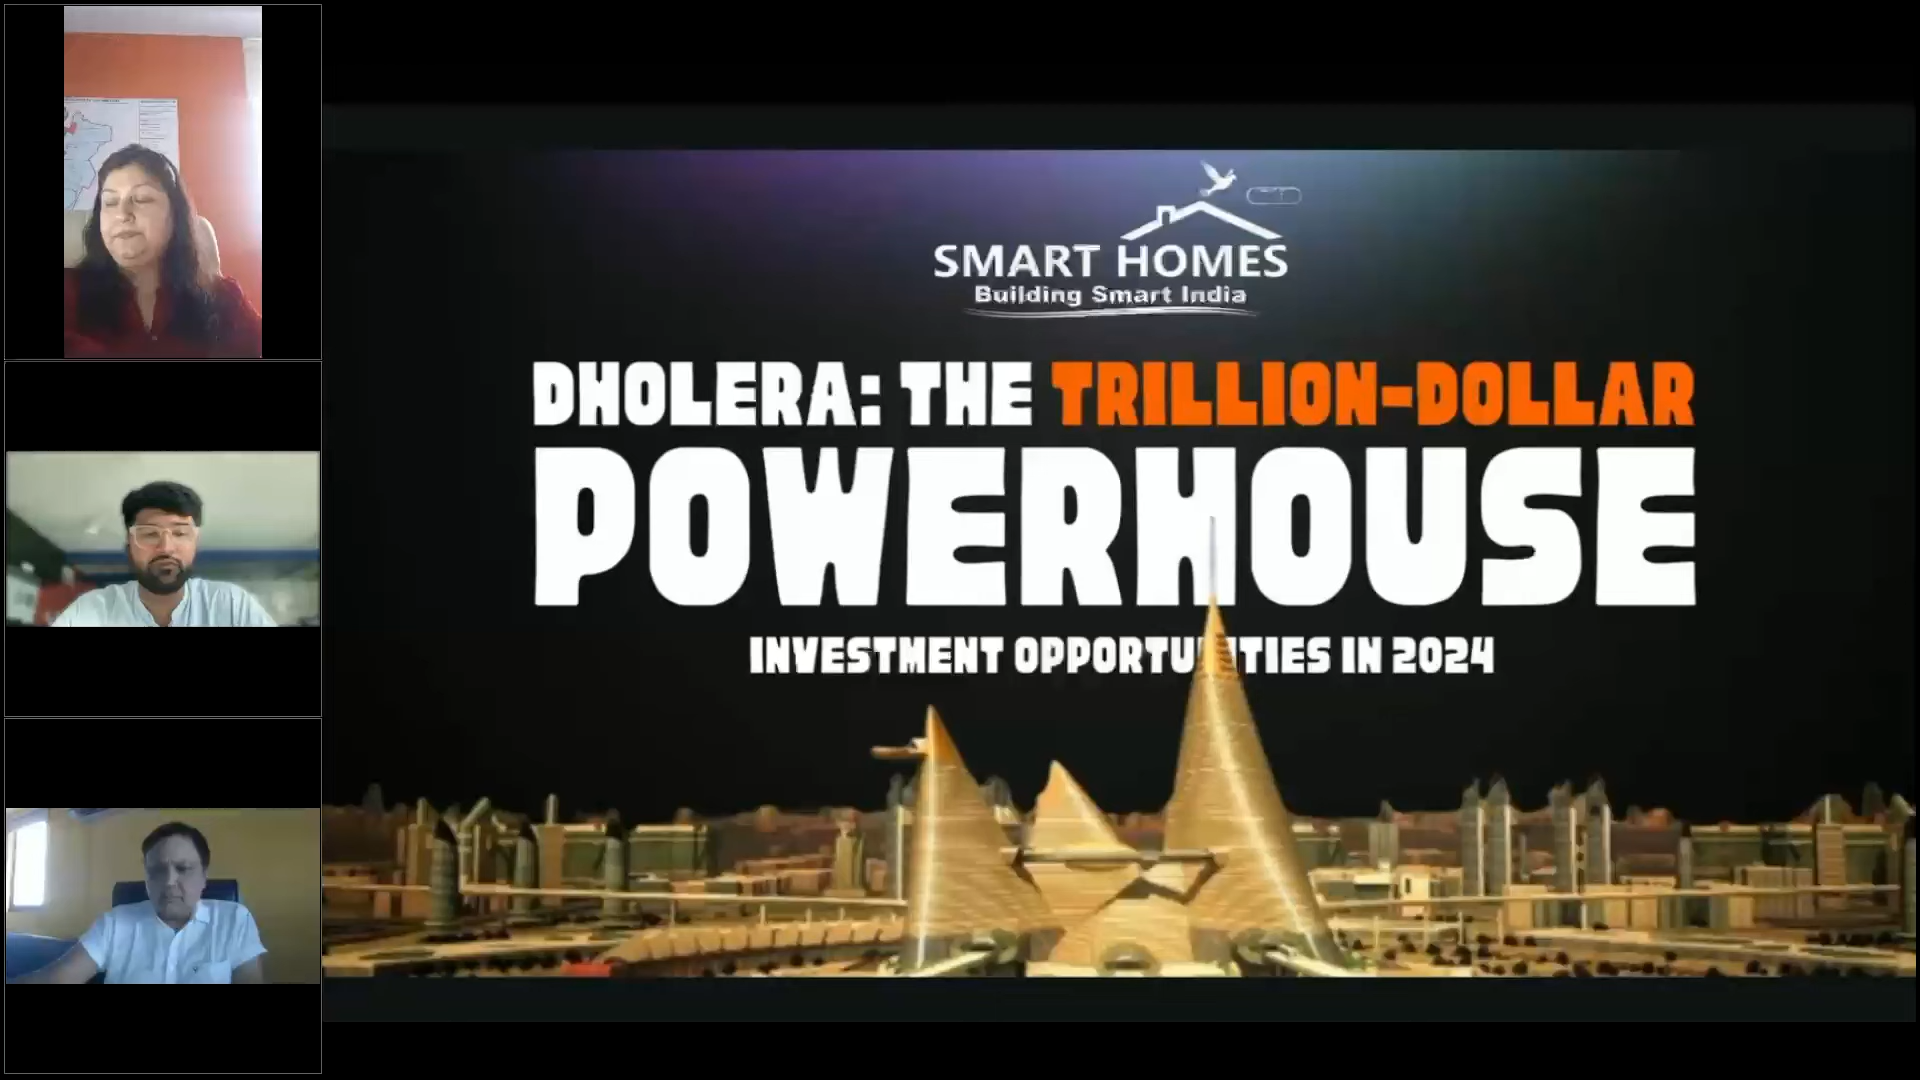 SMART HOMES
Building Smart India
DHOLERA: THE TRILLION-DOLLAR
POWERHOUSE
INVESTMENT OPPORTUNITIES IN 2024